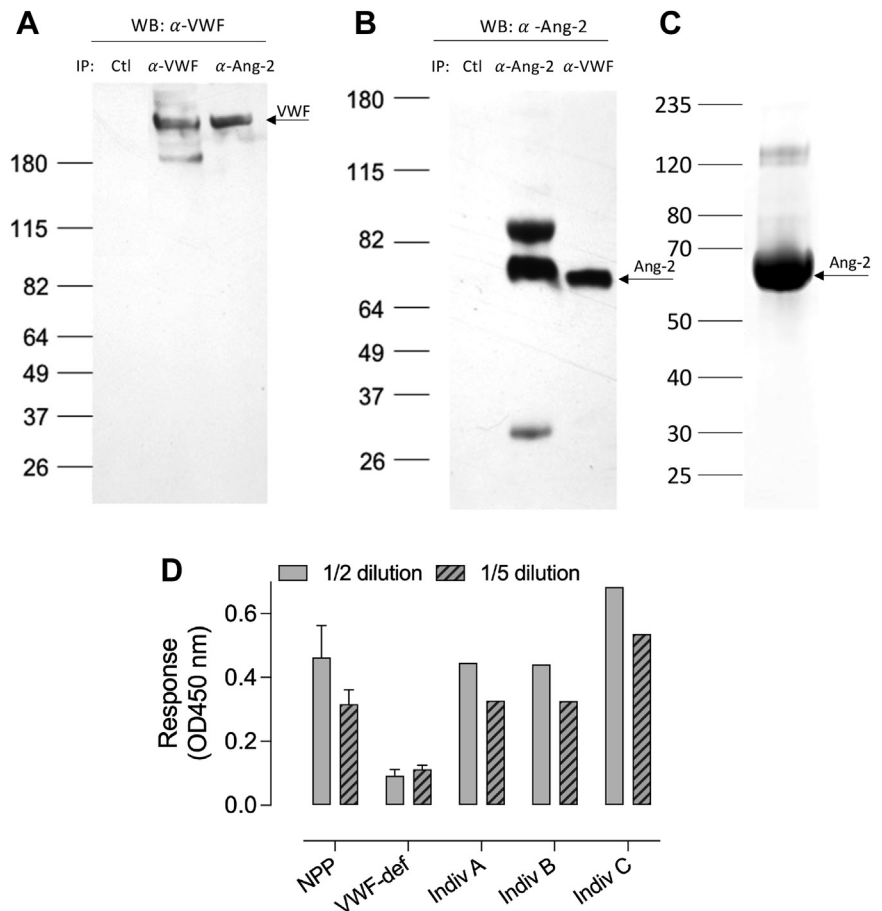 A
WB: α-VWF
IP: Ctl α-VWF α-Ang-2
VWF
180
115
82
64
49
37
26
B
WB: α -Ang-2
IP: Ctl α-Ang-2 α-VWF
180
115
82
64
49
37
26
Ang-2
C
235
120
80
70
50
40
30
25
Ang-2
D
1/2 dilution 1/5 dilution
Response
(OD450 nm)
0.6
0.4
0.2
0.0
NPP
VWF-def
Indiv A
Indiv B
Indiv C